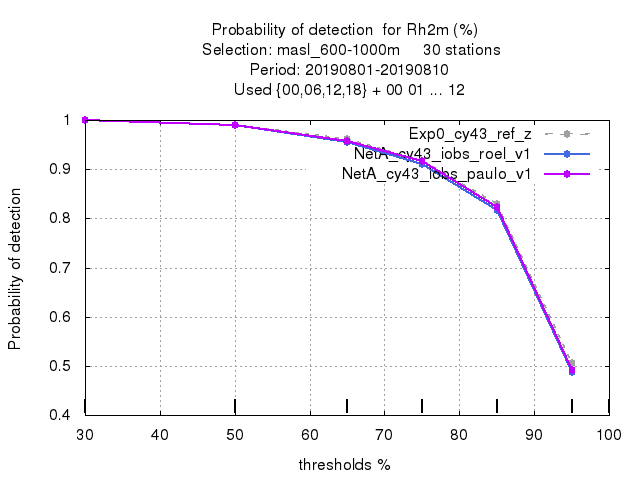 Probability of detection  for Rh2m (%)
Selection: masl_600-1000m     30 stations
Period: 20190801-20190810
Used {00,06,12,18} + 00 01 ... 12
Exp0_cy43_ref_z
NetA_cy43_iobs_roel_v1
NetA_cy43_iobs_paulo_v1
Probability of detection
1
0.9
0.8
0.7
0.6
0.5
0.4
30 40 50 60 70 80 90 100
thresholds %